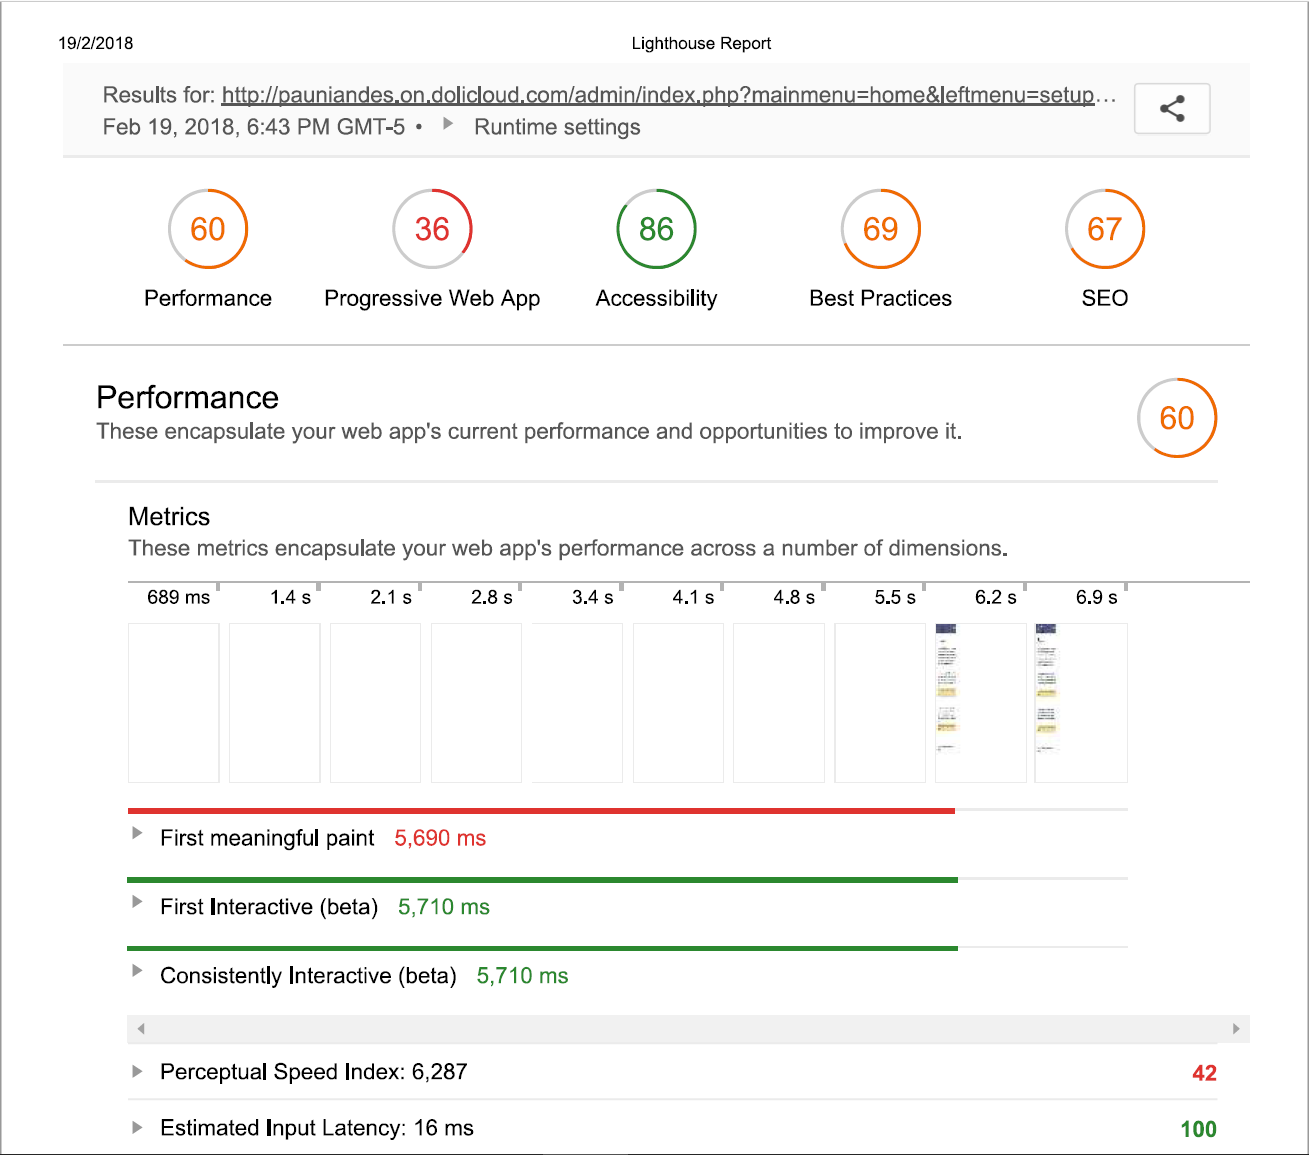 19/2/2018 Lighthouse Report
Results for: http://pauniandes.on.dolicloud.com/admin/index.php?mainmenu=home&leftmenu=setup…
Feb 19, 2018, 6:43 PM GMT-5 • Runtime settings
60 36 86 69 67
Performance Progressive Web App Accessibility Best Practices SEO
Performance
These encapsulate your web app's current performance and opportunities to improve it.
60
Metrics
These metrics encapsulate your web app's performance across a number of dimensions.
689 ms 1.4 s 2.1 s 2.8 s 3.4 s 4.1 s 4.8 s 5.5 s 6.2 s 6.9 s
First meaningful paint 5,690 ms
First Interactive (beta) 5,710 ms
Consistently Interactive (beta) 5,710 ms
Perceptual Speed Index: 6,287 42
Estimated Input Latency: 16 ms 100